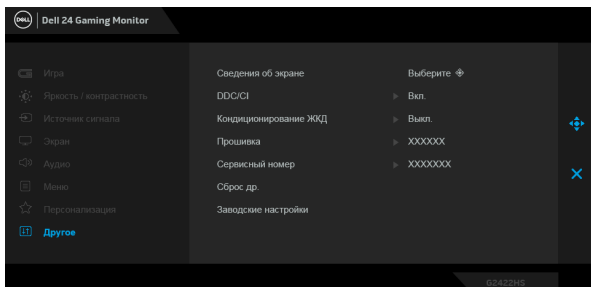 DELL Dell 24 Gaming Monitor
Игра
Яркость / контрастность
Источник сигнала
Экран
Аудио
Меню
Персонализация
Другое
Сведения об экране Выберите
DDC/CI Вкл.
Кондиционирование ЖКД Выкл.
Прошивка XXXXXX
Сервисный номер XXXXXXX
Сброс др.
Заводские настройки
G2422HS